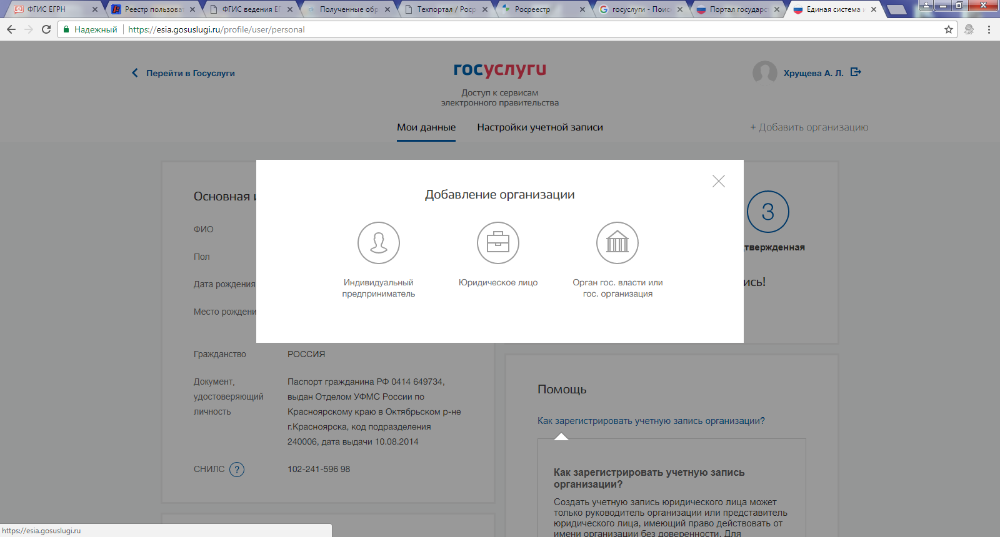 ФГИС ЕГРН
Реестр пользова
ФГИС ведения ЕГ
Полученные обр
Техпортал / Роср
Росреестр
госуслуги - Поис
Портал государс
Единая система и
Надежный
https://esia.gosuslugi.ru/profile/user/personal
Перейти в Госуслуги
госуслуги
Доступ к сервисам
электронного правительства
Хрущева А. Л.
Мои данные
Настройки учетной записи
+ Добавить организацию
Добавление организации
Индивидуальный
предприниматель
Юридическое лицо
Орган гос. власти или
гос. организация
Основная
ФИО
Пол
Дата рождения
Место рождени
Гражданство
РОССИЯ
Документ,
удостоверяющий
личность
Паспорт гражданина РФ 0414 649734,
выдан Отделом УФМС России по
Красноярскому краю в Октябрьском р-не
г.Красноярска, код подразделения
240006, дата выдачи 10.08.2014
СНИЛС ?
102-241-596 98
3
твержденная
ись!
Помощь
Как зарегистрировать учетную запись организации?
Как зарегистрировать учетную запись
организации?
Создать учетную запись юридического лица может
только руководитель организации или представитель
юридического лица, имеющий право действовать от
имени организации без доверенности. Для
https://esia.gosuslugi.ru